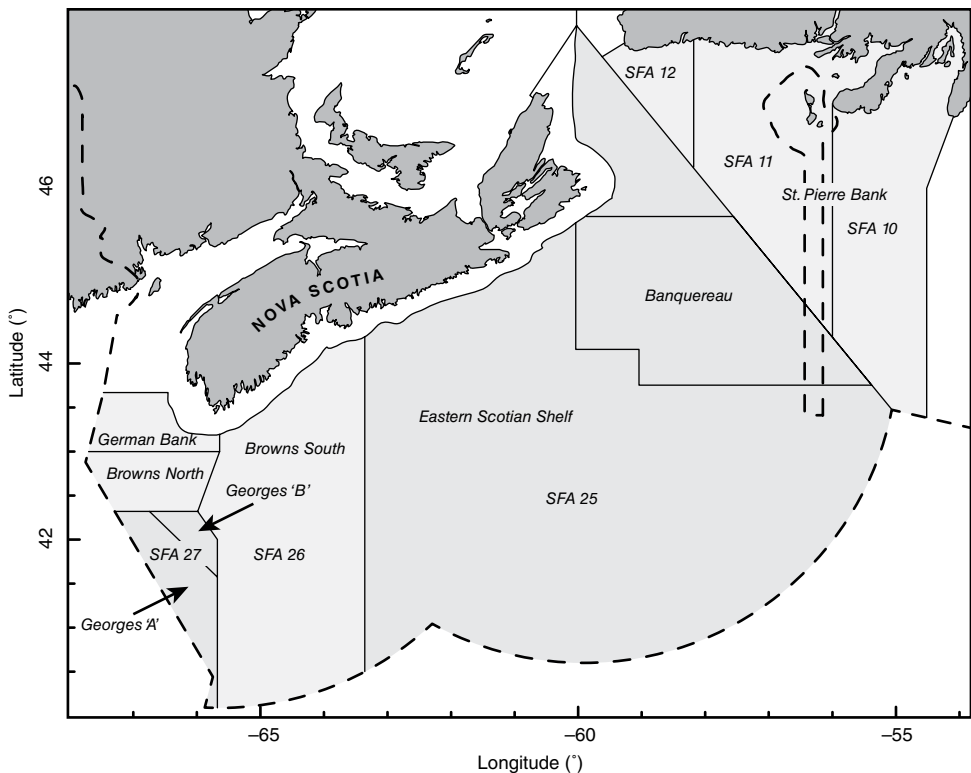 SFA 12
SFA 11
St. Pierre Bank
SFA 10
46
Latitude (°)
NOVA SCOTIA
Banquereau
44
German Bank
Browns North
Browns South
Eastern Scotian Shelf
Georges 'B'
SFA 25
42
SFA 27
SFA 26
Georges 'A'
–65
–60
–55
Longitude (°)